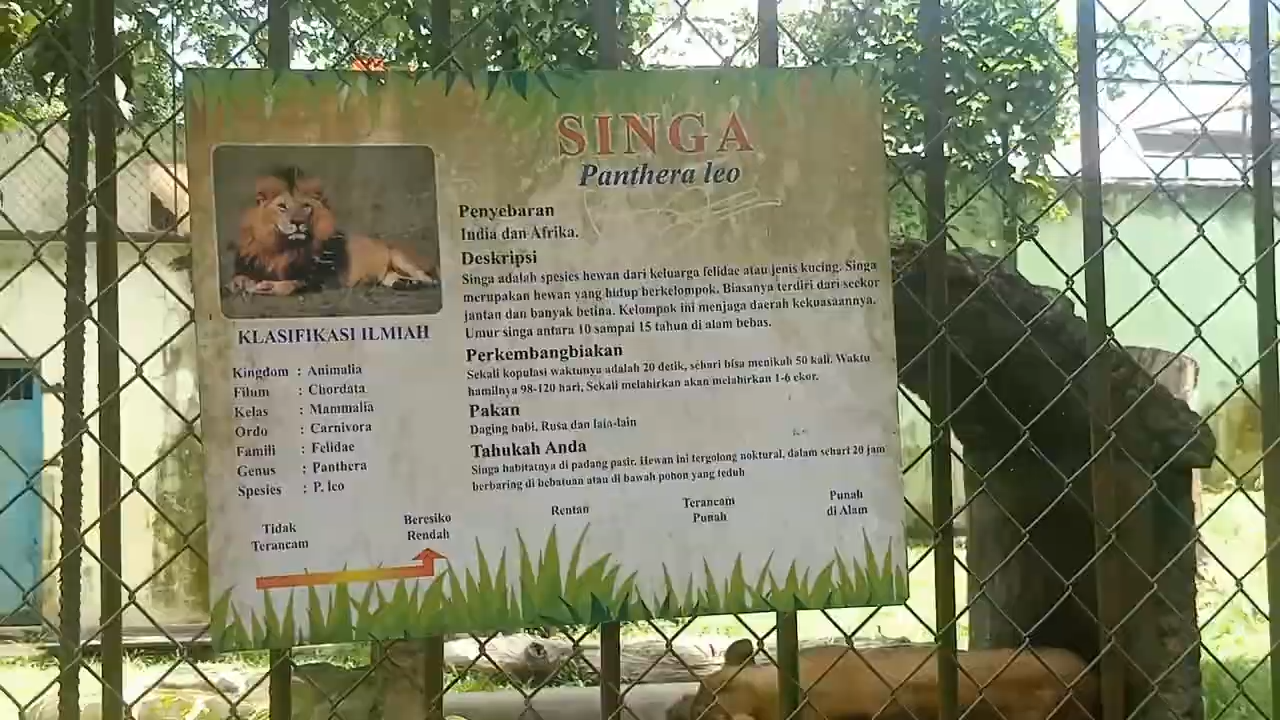 SINGA
Panthera leo
Penyebaran
India dan Afrika.
Deskripsi
Singa adalah spesies hewan dari keluarga felidae atau jenis kucing. Singa
merupakan hewan yang hidup berkelompok. Biasanya terdiri dari seekor
jantan dan banyak betina. Kelompok ini menjaga daerah kekuasaannya.
Umur singa antara 10 sampai 15 tahun di alam bebas.
Perkembangbiakan
Sekali kopulasi waktunya adalah 20 detik, sehari bisa menikah 50 kali. Waktu
hamilnya 98-120 hari. Sekali melahirkan akan melahirkan 1-6 ekor.
Pakan
Daging babi, Rusa dan lain-lain
Tahukah Anda
Singa habitatnya di padang pasir. Hewan ini tergolong noktural, dalam sehari 20 jam
berbaring di bebatuan atau di bawah pohon yang teduh
KLASIFIKASI ILMIAH
Kingdom : Animalia
Filum : Chordata
Kelas : Mammalia
Ordo : Carnivora
Famili : Felidae
Genus : Panthera
Spesies : P. leo
Tidak
Terancam
Beresiko
Rendah
Rentan
Terancam
Punah
Punah
di Alam